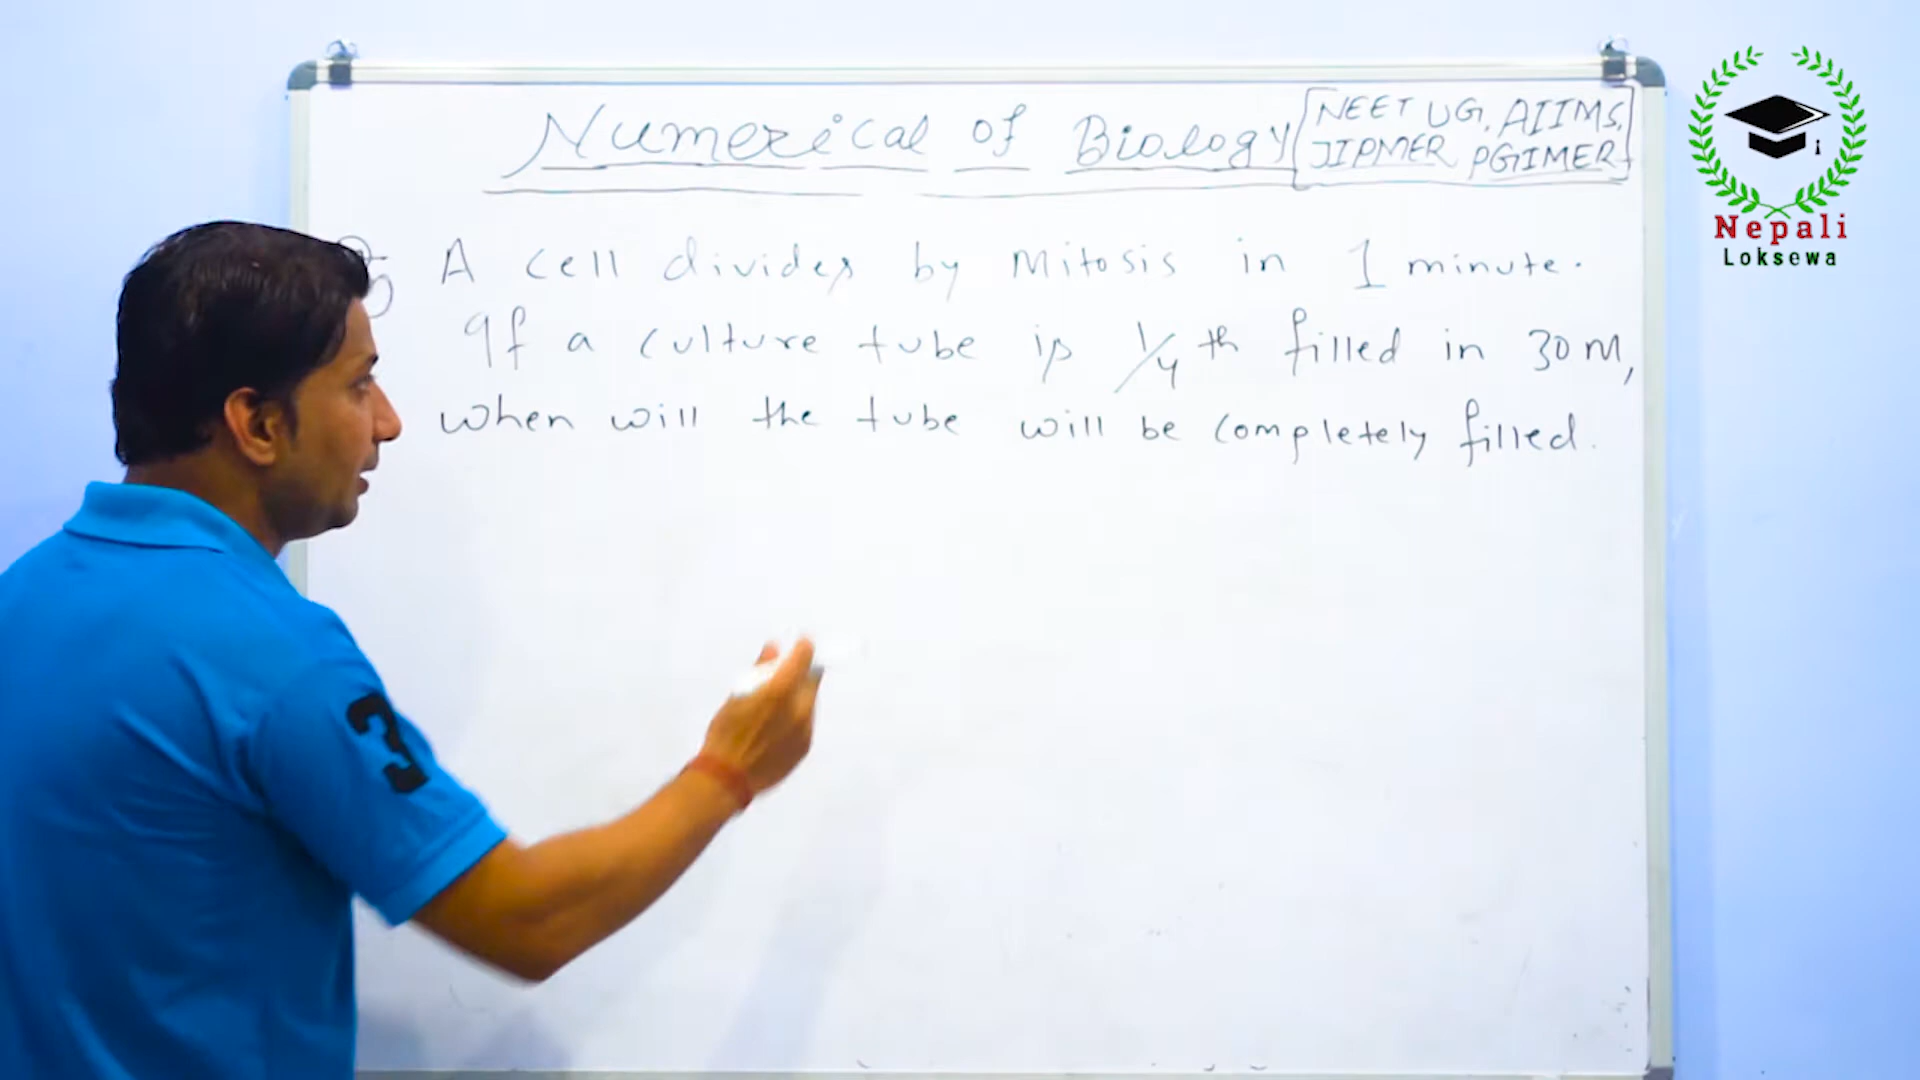 Numerical of Biology
NEET UG, AIIMS,
JIPMER PGIMER
Nepali
Loksewa
A cell divides by Mitosis in 1 minute.
If a culture tube is 1/4 th filled in 30 M,
when will the tube will be completely filled.
3